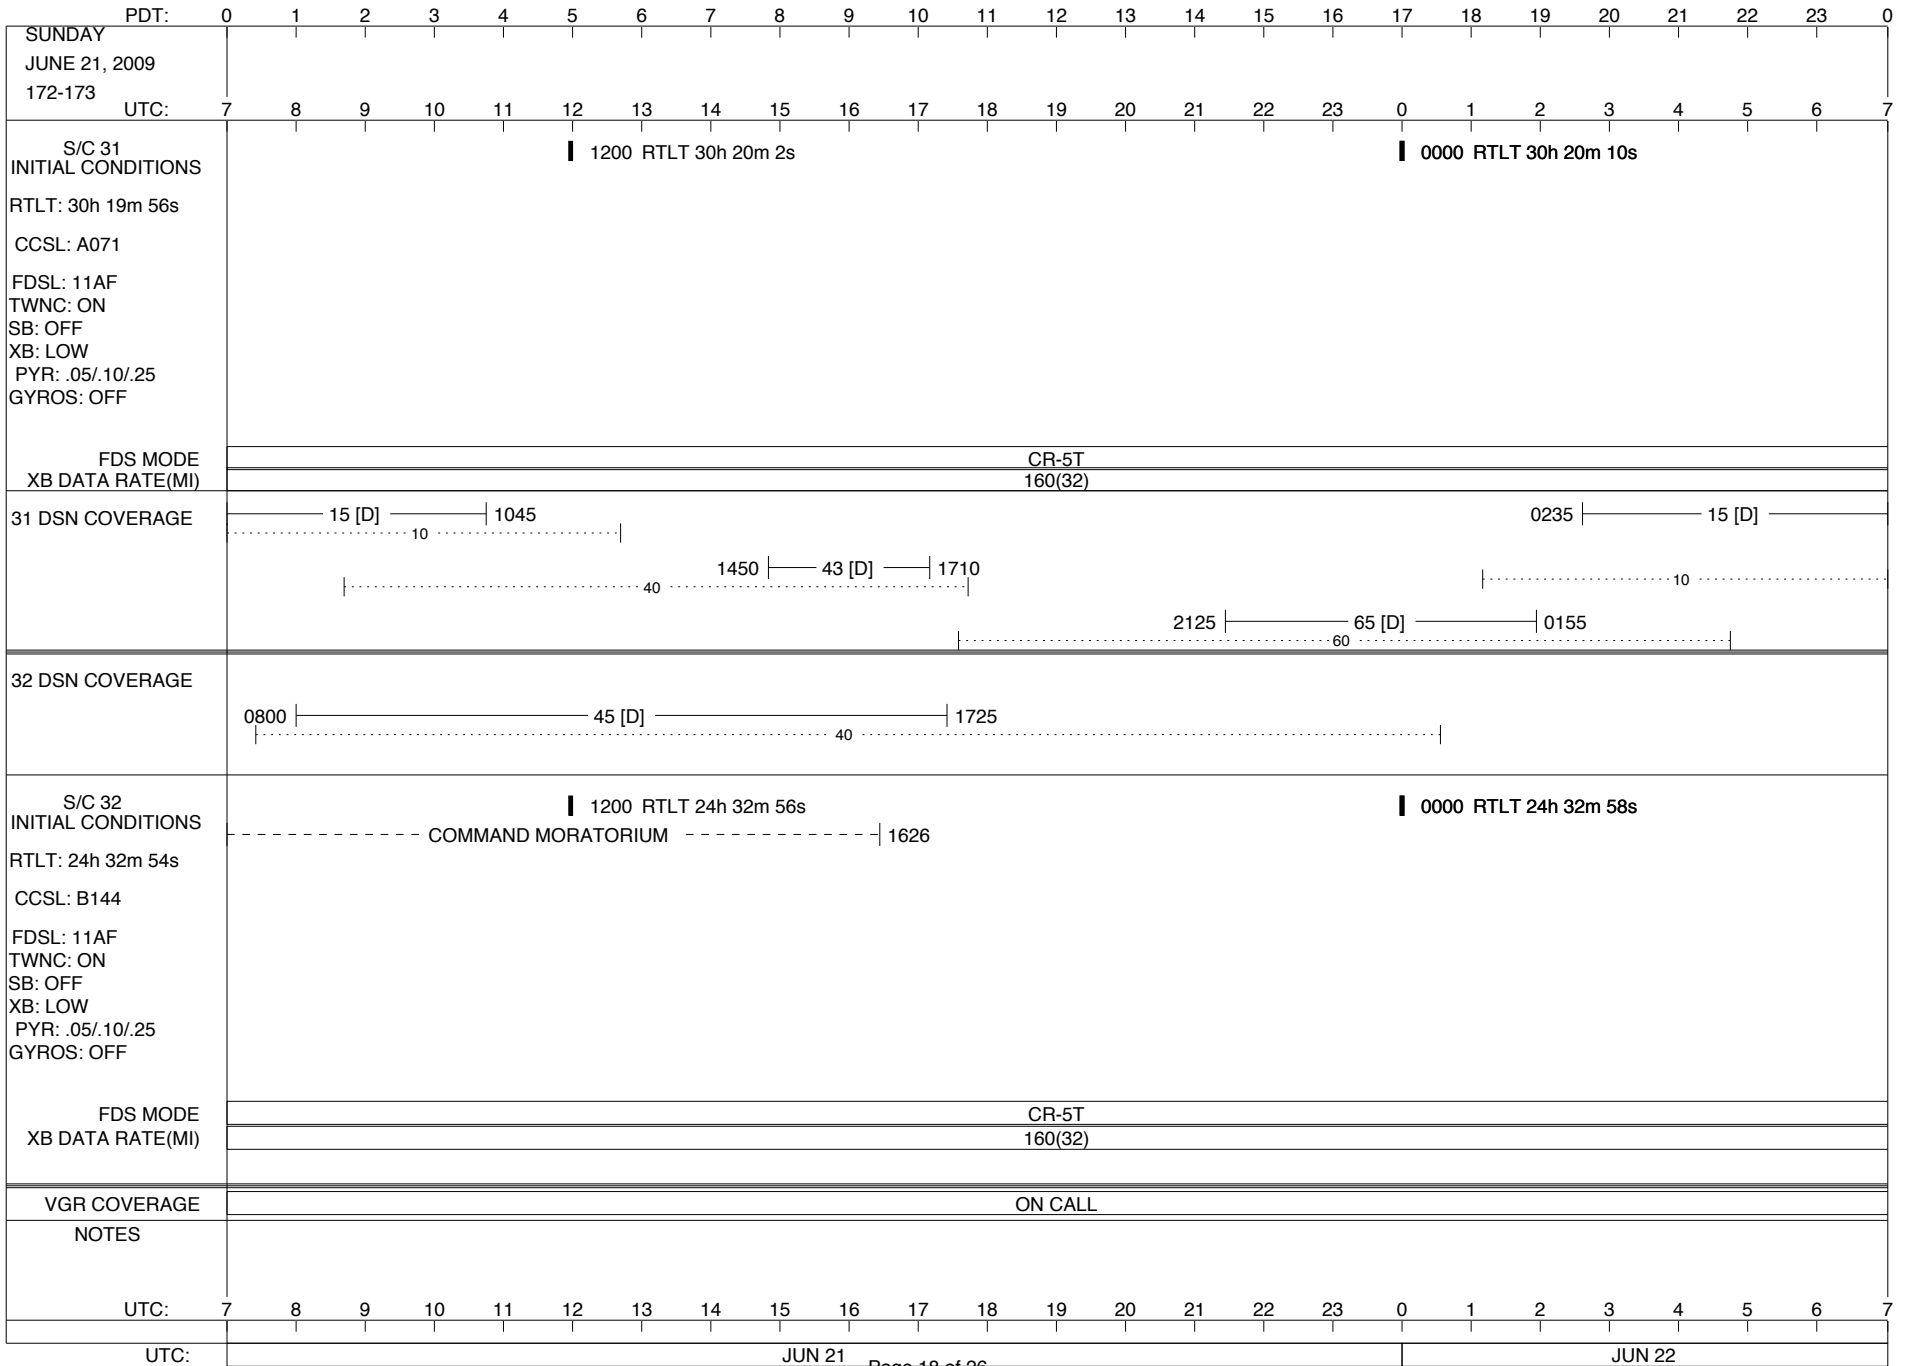 PDT: 0 1 2 3 4 5 6 7 8 9 10 11 12 13 14 15 16 17 18 19 20 21 22 23 0
SUNDAY
JUNE 21, 2009
172-173
UTC: 7 8 9 10 11 12 13 14 15 16 17 18 19 20 21 22 23 0 1 2 3 4 5 6 7
S/C 31
INITIAL CONDITIONS
1200 RTLT 30h 20m 2s
0000 RTLT 30h 20m 10s
RTLT: 30h 19m 56s
CCSL: A071
FDSL: 11AF
TWNC: ON
SB: OFF
XB: LOW
PYR: .05/.10/.25
GYROS: OFF
FDS MODE CR-5T
XB DATA RATE(MI) 160(32)
31 DSN COVERAGE
15 [D] 1045
0235 15 [D]
10
1450 43 [D] 1710
40
10
2125 65 [D] 0155
60
32 DSN COVERAGE
0800 45 [D] 1725
40
S/C 32
INITIAL CONDITIONS
1200 RTLT 24h 32m 56s
0000 RTLT 24h 32m 58s
COMMAND MORATORIUM 1626
RTLT: 24h 32m 54s
CCSL: B144
FDSL: 11AF
TWNC: ON
SB: OFF
XB: LOW
PYR: .05/.10/.25
GYROS: OFF
FDS MODE CR-5T
XB DATA RATE(MI) 160(32)
VGR COVERAGE ON CALL
NOTES
UTC: 7 8 9 10 11 12 13 14 15 16 17 18 19 20 21 22 23 0 1 2 3 4 5 6 7
UTC: JUN 21 JUN 22
Page 18 of 26